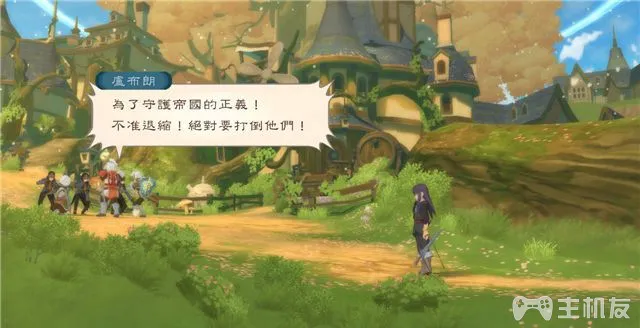 盧布朗
為了守護帝國的正義！
不准退縮！絕對要打倒他們！
主机友